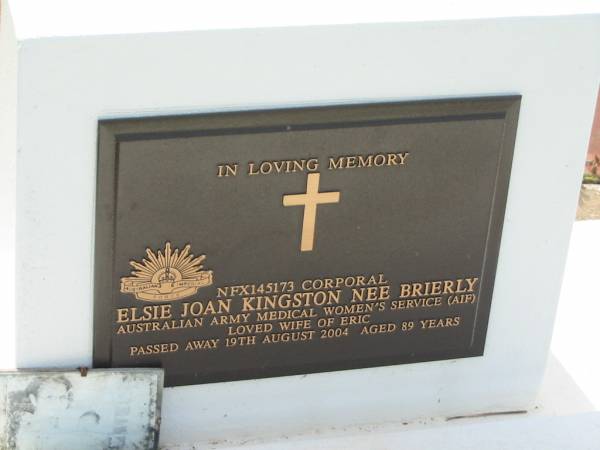 IN LOVING MEMORY
NFX145173 CORPORAL
ELSIE JOAN KINGSTON NEE BRIERLY
AUSTRALIAN ARMY MEDICAL WOMEN'S SERVICE (AIF)
LOVED WIFE OF ERIC
PASSED AWAY 19TH AUGUST 2004 AGED 89 YEARS